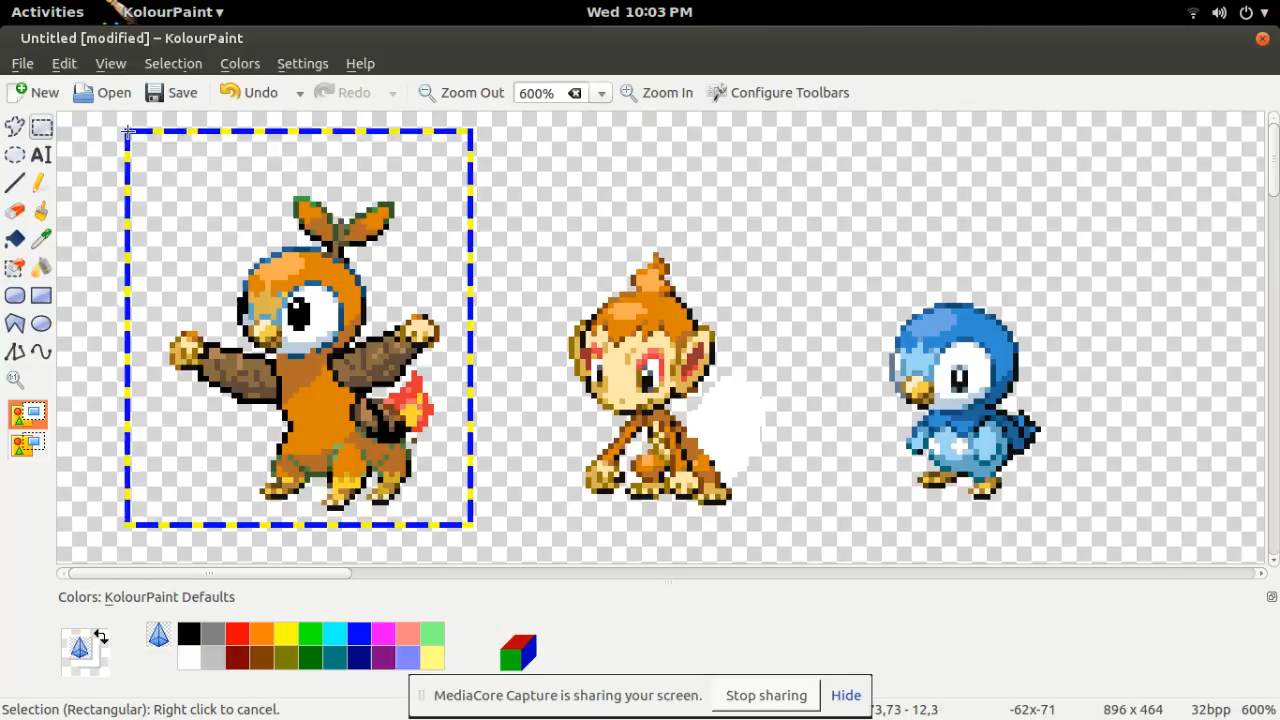 Activities KolourPaint ▾ Wed 10:03 PM
Untitled [modified] – KolourPaint
File Edit View Selection Colors Settings Help
New Open Save Undo Redo Zoom Out 600% Zoom In Configure Toolbars
AI
Colors: KolourPaint Defaults
MediaCore Capture is sharing your screen. Stop sharing Hide
Selection (Rectangular): Right click to cancel. 73,73 - 12,3 -62x-71 896 x 464 32bpp 600%